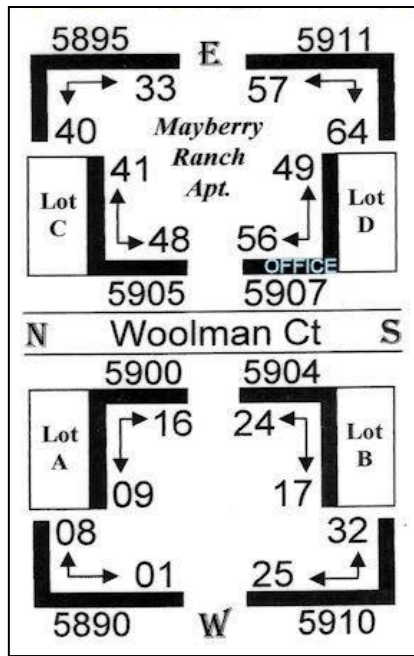 5895 E 5911
33 57
40 Mayberry 64
Ranch
41 Apt. 49
Lot C
Lot D
48 56
OFFICE
5905 5907
N Woolman Ct S
5900 5904
Lot A
16 24
Lot B
09 17
08 32
01 25
5890 W 5910